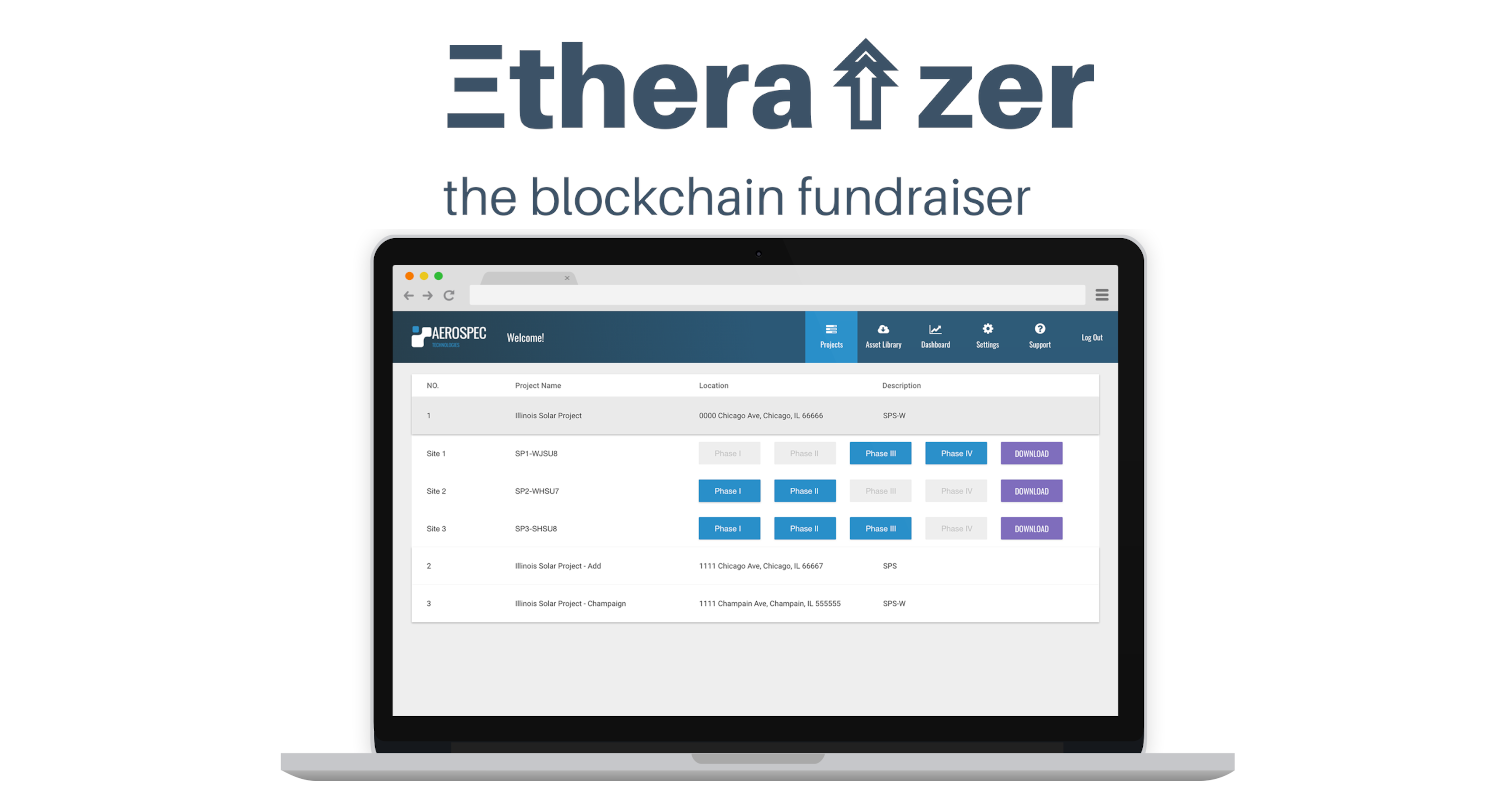 Ξthera⇧zer
the blockchain fundraiser
AEROSPEC
TECHNOLOGIES
Welcome!
Projects Asset Library Dashboard Settings Support Log Out
NO. Project Name Location Description
1 Illinois Solar Project 0000 Chicago Ave, Chicago, IL 66666 SPS-W
Site 1 SP1-WJSU8 Phase I Phase II Phase III Phase IV DOWNLOAD
Site 2 SP2-WHSU7 Phase I Phase II Phase III Phase IV DOWNLOAD
Site 3 SP3-SHSU8 Phase I Phase II Phase III Phase IV DOWNLOAD
2 Illinois Solar Project - Add 1111 Chicago Ave, Chicago, IL 66667 SPS
3 Illinois Solar Project - Champaign 1111 Champain Ave, Champain, IL 555555 SPS-W